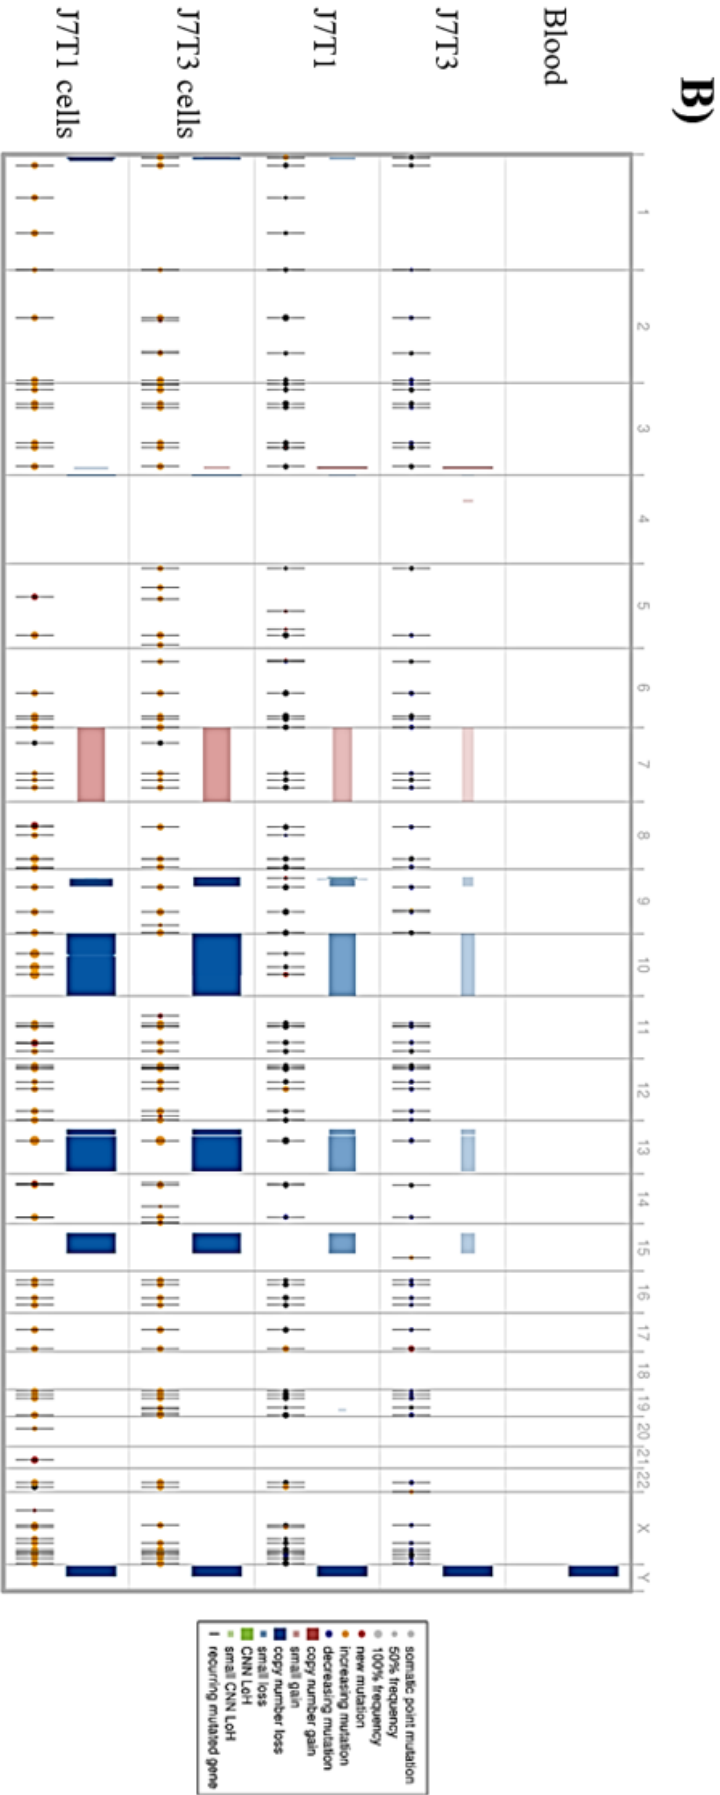 B)
Blood
J7T3
J7T1
J7T3 cells
J7T1 cells
1 2 3 4 5 6 7 8 9 10 11 12 13 14 15 16 17 18 19 20 21 22 X Y
somatic point mutation
50% frequency
100% frequency
new mutation
increasing mutation
decreasing mutation
copy number gain
small gain
copy number loss
small loss
CNN LoH
small CNN LoH
recurring mutated gene